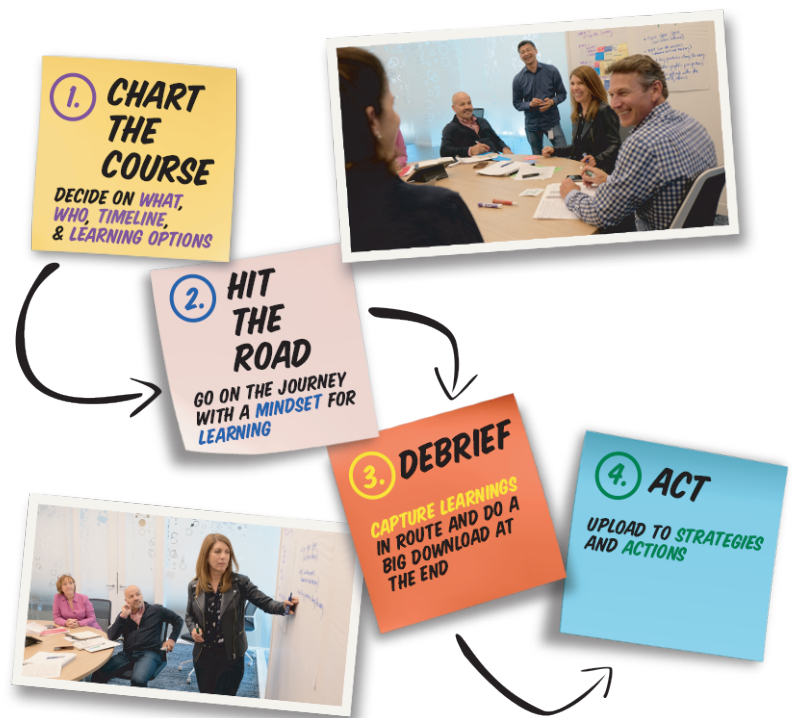 1. CHART
THE
COURSE
DECIDE ON WHAT,
WHO, TIMELINE,
& LEARNING OPTIONS
2. HIT
THE
ROAD
GO ON THE JOURNEY
WITH A MINDSET FOR
LEARNING
3. DEBRIEF
CAPTURE LEARNINGS
IN ROUTE AND DO A
BIG DOWNLOAD AT
THE END
4. ACT
UPLOAD TO STRATEGIES
AND ACTIONS